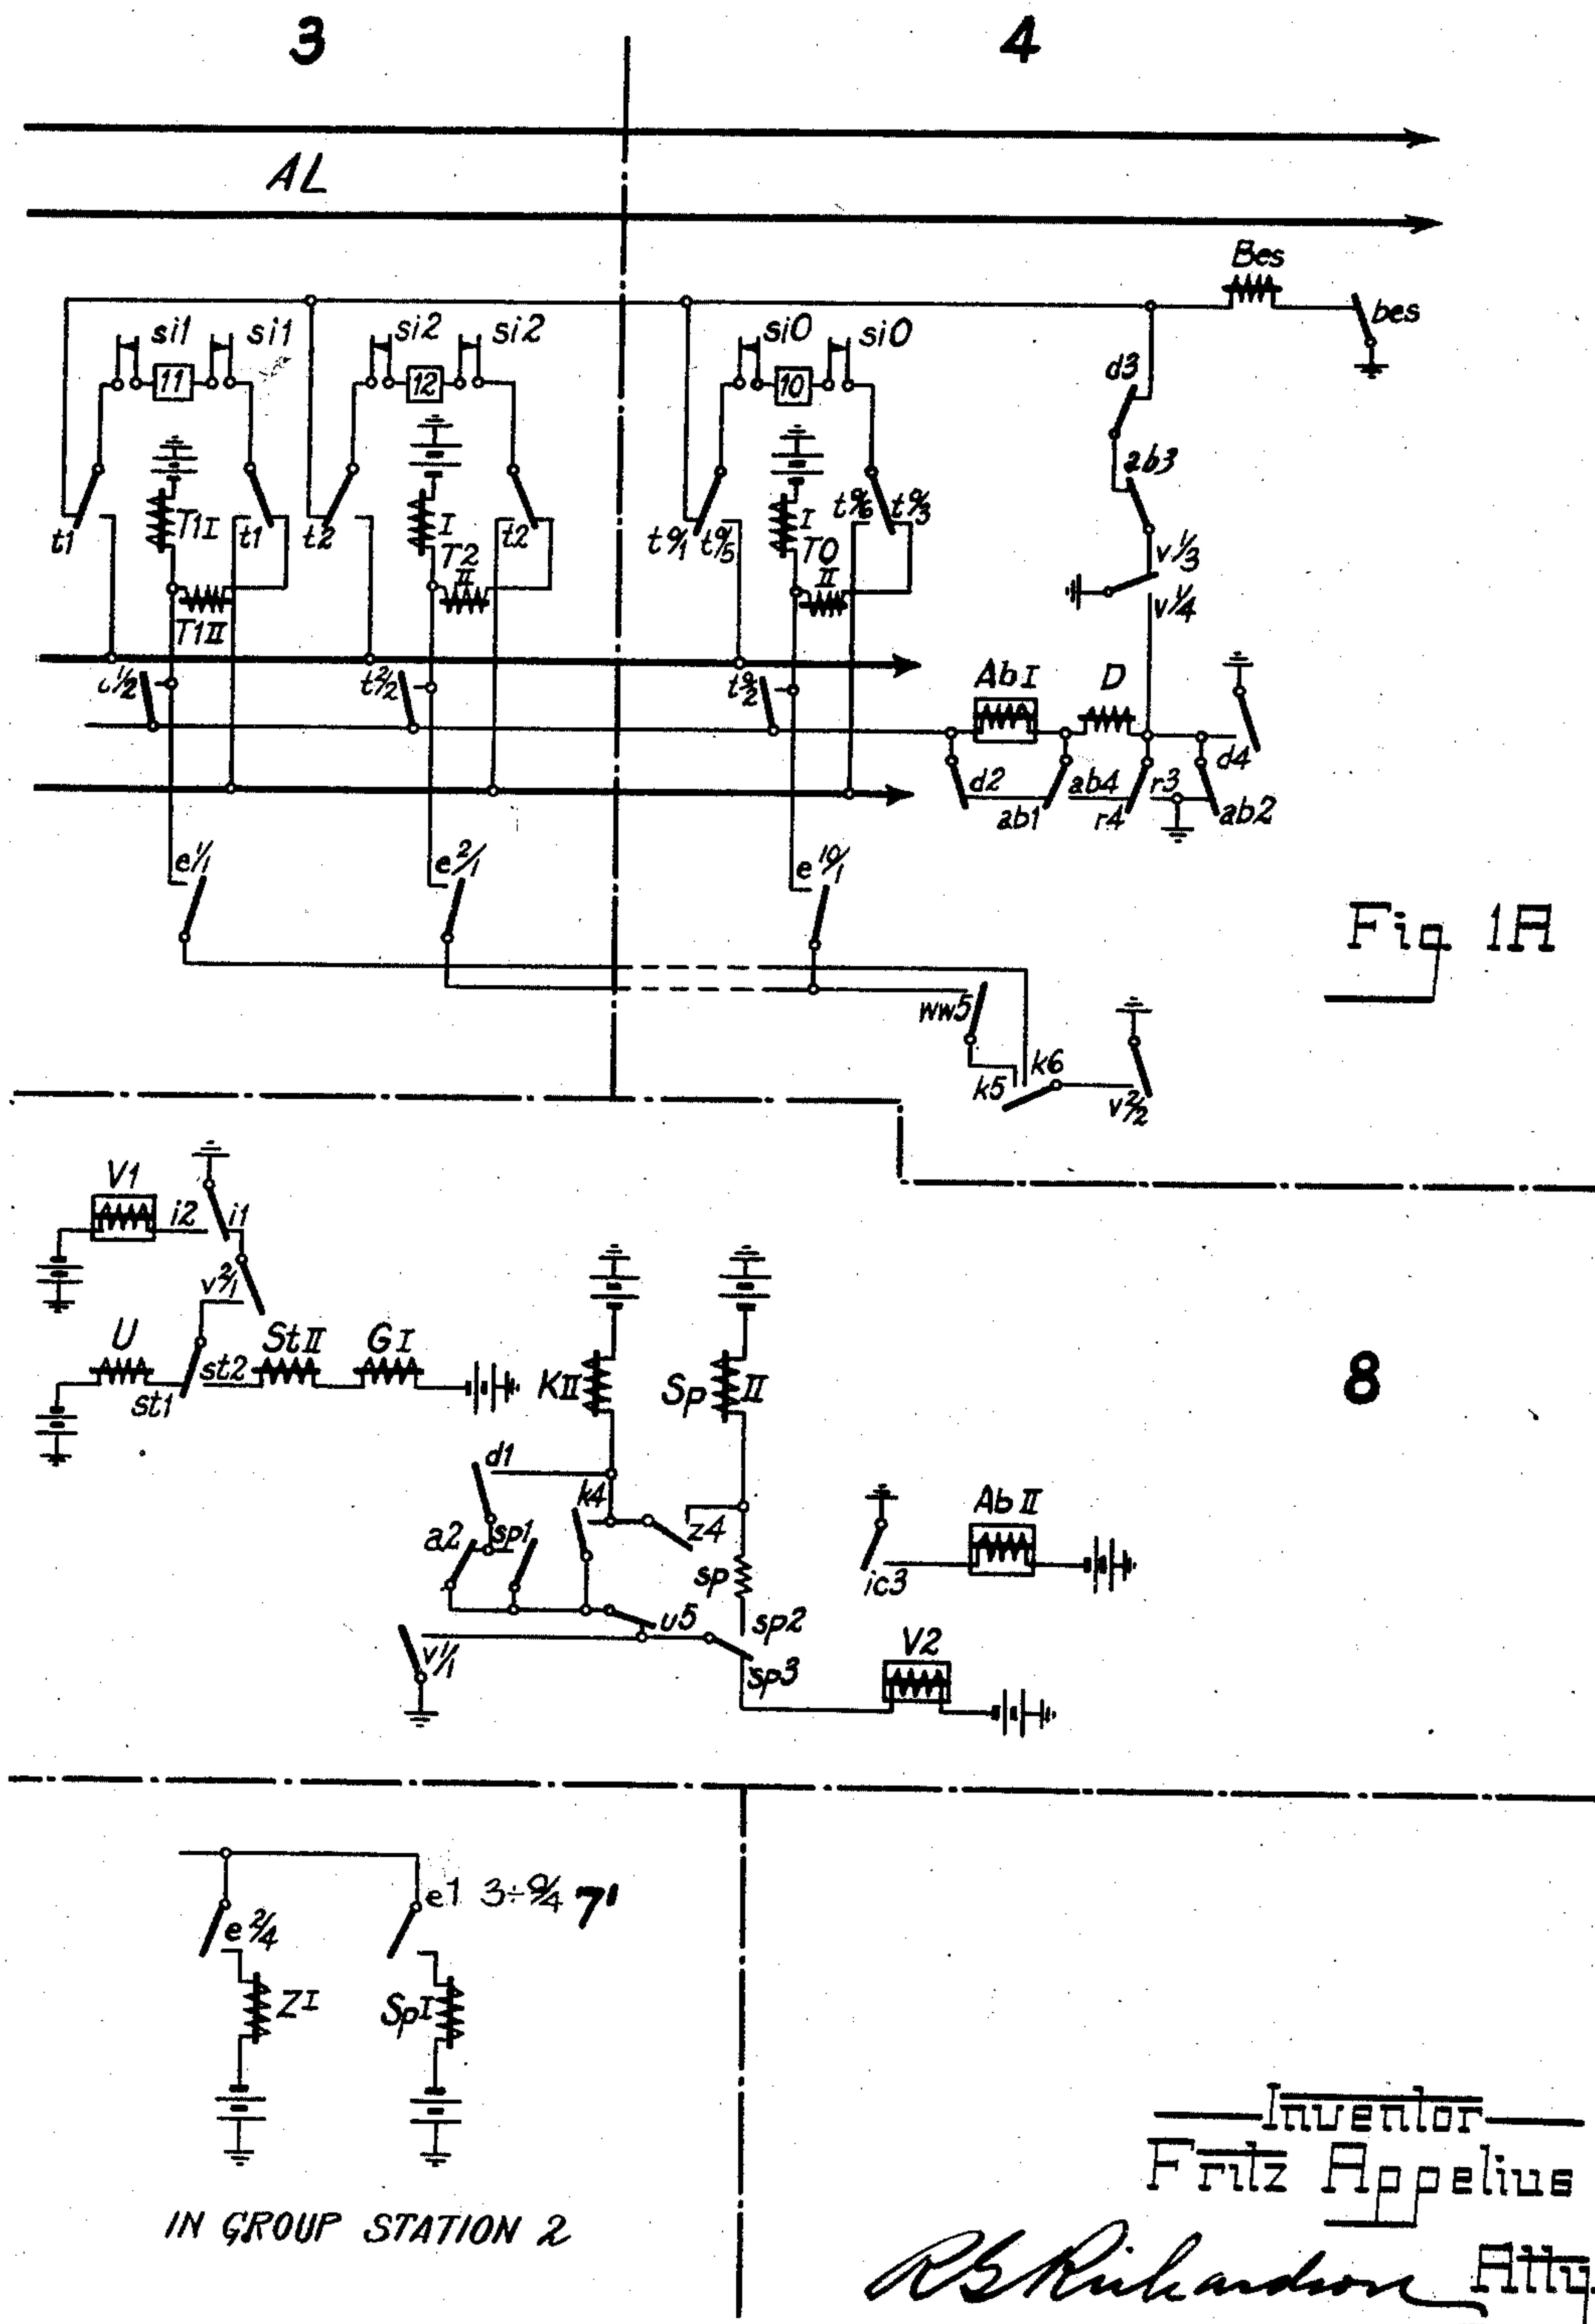 3 4
AL
Bes
bes
si1 si1 si2 si2 si0 si0
11 12 10
d3
ab3
t1 T1I t1 t2 I T2 II t2 t0/1 t0/5 I T0 II t0/6 t0/3
T1II
v1/3
v1/4
t2/2 t0/2 AbI D
d2 ab1 ab4 r4 r3 d4 ab2
e1/1 e2/1 e10/1
Fig 1A
ww5 k5 k6 v2/2
V1 i2 i1
v2/1
U st1 st2 StII GI
KII Sp II
8
d1 k4 z4
a2 sp1 sp
ic3 AbII
u5 sp2
v1/1 sp3 V2
e2/4 e1 3÷0/4 7'
ZI SpI
IN GROUP STATION 2
Inventor
Fritz Appelius
RG Richardson Atty.